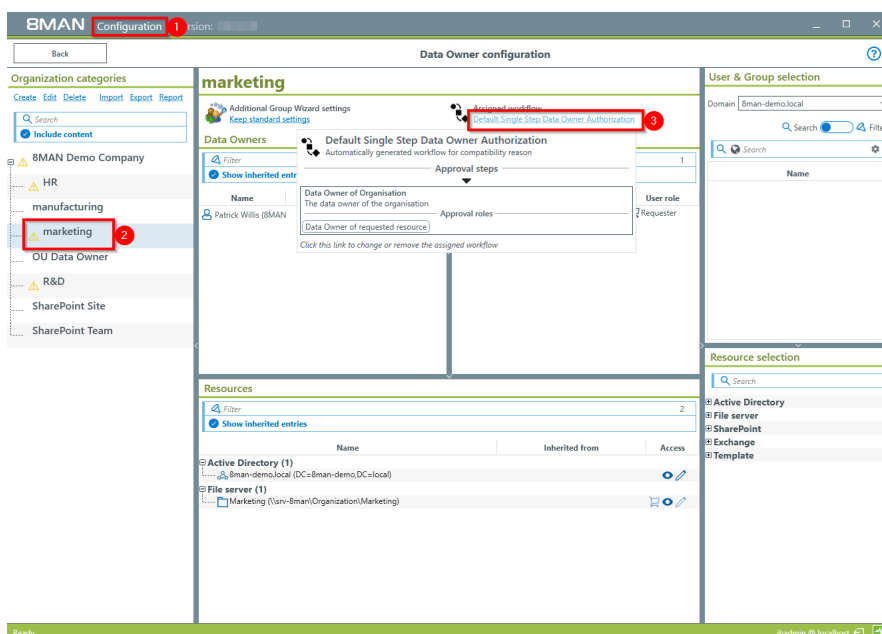 8MAN Configuration 1 rsion:
Back
Data Owner configuration
?
Organization categories
Create Edit Delete Import Export Report
Search
Include content
8MAN Demo Company
HR
manufacturing
marketing 2
OU Data Owner
R&D
SharePoint Site
SharePoint Team
marketing
Additional Group Wizard settings
Keep standard settings
Assigned workflow
Default Single Step Data Owner Authorization 3
Data Owners
Filter
1
Show inherited entr
Name
User role
Patrick Willis (8MAN
Requester
Default Single Step Data Owner Authorization
Automatically generated workflow for compatibility reason
Approval steps
Data Owner of Organisation
The data owner of the organisation
Approval roles
Data Owner of requested resource
Click this link to change or remove the assigned workflow
Resources
Filter
2
Show inherited entries
Name Inherited from Access
Active Directory (1)
8man-demo.local (DC=8man-demo,DC=local)
File server (1)
Marketing (\\srv-8man\Organization\Marketing)
User & Group selection
Domain 8man-demo.local
Search Filte
Search
Name
Resource selection
Search
Active Directory
File server
SharePoint
Exchange
Template
Ready
@ localhost